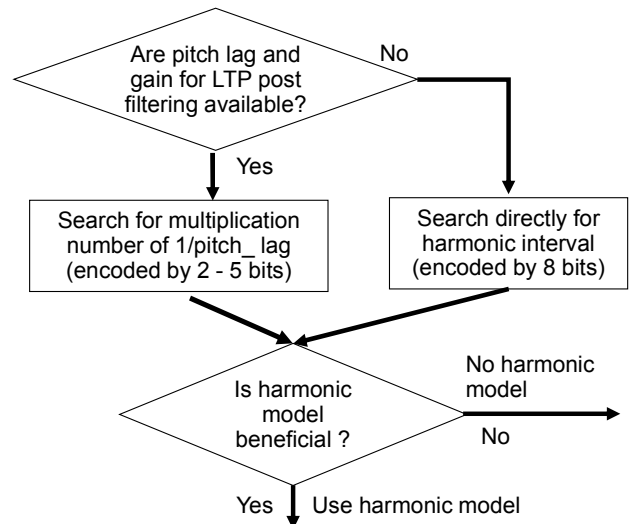 Are pitch lag and
gain for LTP post
filtering available?
No
Yes
Search for multiplication
number of 1/pitch_ lag
(encoded by 2 - 5 bits)
Search directly for
harmonic interval
(encoded by 8 bits)
Is harmonic
model
beneficial ?
No harmonic
model
No
Yes
Use harmonic model